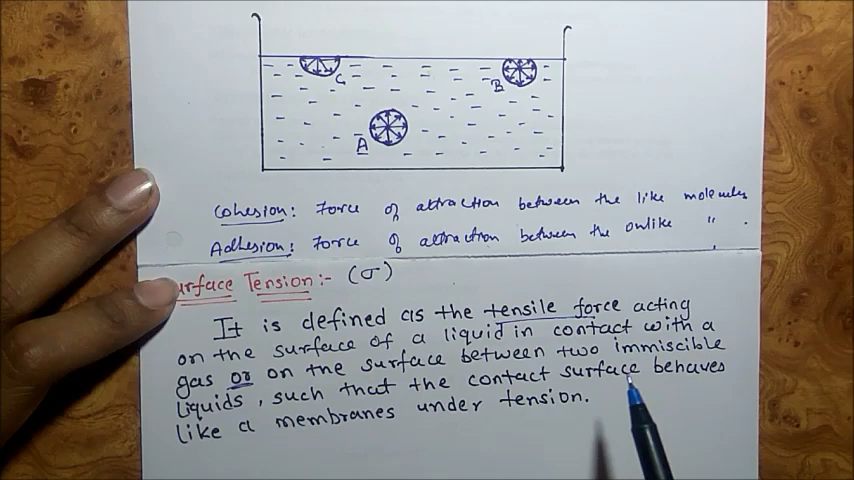 C
B
A
Cohesion: Force of attraction between the like molecules
Adhesion: Force of attraction between the unlike " .
urface Tension:- (σ)
It is defined as the tensile force acting
on the surface of a liquid in contact with a
gas or on the surface between two immiscible
liquids, such that the contact surface behaves
like a membranes under tension.